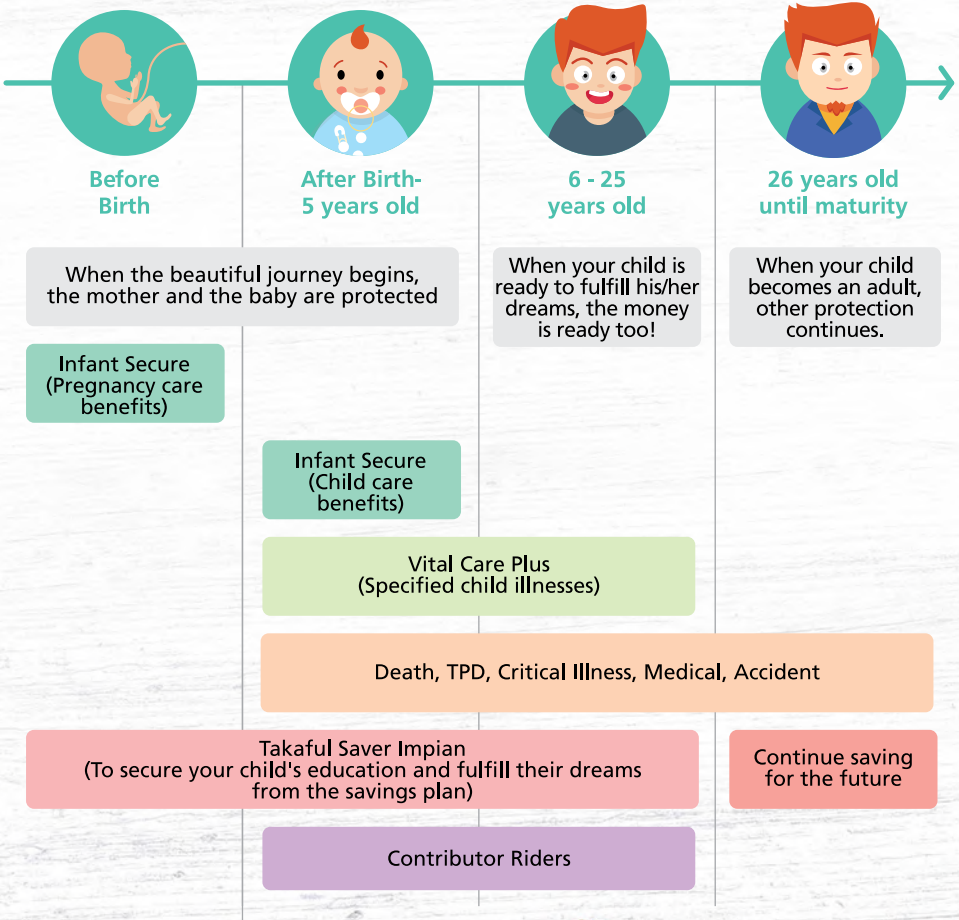 Before
Birth
After Birth-
5 years old
6 - 25
years old
26 years old
until maturity
When the beautiful journey begins,
the mother and the baby are protected
When your child is
ready to fulfill his/her
dreams, the money
is ready too!
When your child
becomes an adult,
other protection
continues.
Infant Secure
(Pregnancy care
benefits)
Infant Secure
(Child care
benefits)
Vital Care Plus
(Specified child illnesses)
Death, TPD, Critical Illness, Medical, Accident
Takaful Saver Impian
(To secure your child's education and fulfill their dreams
from the savings plan)
Continue saving
for the future
Contributor Riders